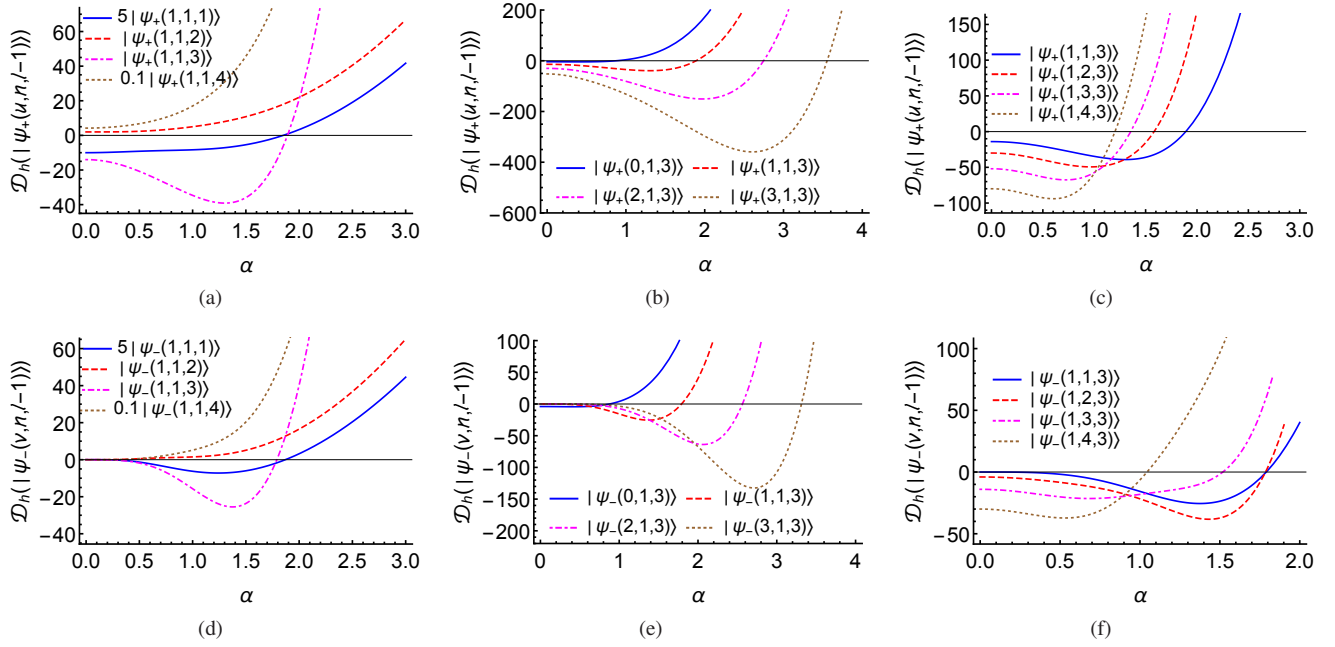 𝒟h(|ψ+(u,n,l−1)⟩)
60
40
20
0
−20
−40
5|ψ+(1,1,1)⟩
|ψ+(1,1,2)⟩
|ψ+(1,1,3)⟩
0.1|ψ+(1,1,4)⟩
0.0 0.5 1.0 1.5 2.0 2.5 3.0
α
(a)
𝒟h(|ψ+(u,n,l−1)⟩)
200
0
−200
−400
−600
|ψ+(0,1,3)⟩ |ψ+(1,1,3)⟩
|ψ+(2,1,3)⟩ |ψ+(3,1,3)⟩
0 1 2 3 4
α
(b)
𝒟h(|ψ+(u,n,l−1)⟩)
150
100
50
0
−50
−100
|ψ+(1,1,3)⟩
|ψ+(1,2,3)⟩
|ψ+(1,3,3)⟩
|ψ+(1,4,3)⟩
0.0 0.5 1.0 1.5 2.0 2.5 3.0
α
(c)
𝒟h(|ψ−(v,n,l−1)⟩)
60
40
20
0
−20
−40
5|ψ−(1,1,1)⟩
|ψ−(1,1,2)⟩
|ψ−(1,1,3)⟩
0.1|ψ−(1,1,4)⟩
0.0 0.5 1.0 1.5 2.0 2.5 3.0
α
(d)
𝒟h(|ψ−(v,n,l−1)⟩)
100
50
0
−50
−100
−150
−200
|ψ−(0,1,3)⟩ |ψ−(1,1,3)⟩
|ψ−(2,1,3)⟩ |ψ−(3,1,3)⟩
0 1 2 3 4
α
(e)
𝒟h(|ψ−(v,n,l−1)⟩)
100
50
0
−50
|ψ−(1,1,3)⟩
|ψ−(1,2,3)⟩
|ψ−(1,3,3)⟩
|ψ−(1,4,3)⟩
0.0 0.5 1.0 1.5 2.0
α
(f)